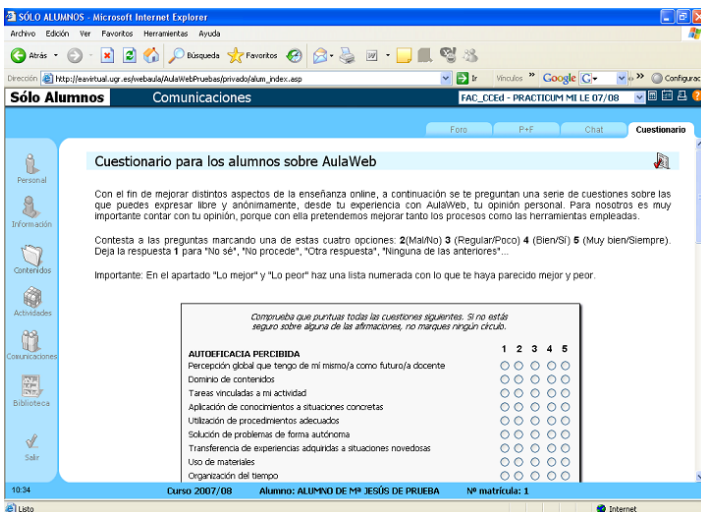 SÓLO ALUMNOS - Microsoft Internet Explorer
Archivo Edición Ver Favoritos Herramientas Ayuda
Atrás Búsqueda Favoritos
Dirección http://eavirtual.ugr.es/webaula/AulaWebPruebas/privado/alum_index.asp Ir Vínculos » Google G » Configurac
Sólo Alumnos Comunicaciones FAC_CCEd - PRACTICUM MI LE 07/08
Foro P+F Chat Cuestionario
Cuestionario para los alumnos sobre AulaWeb
Personal
Con el fin de mejorar distintos aspectos de la enseñanza online, a continuación se te preguntan una serie de cuestiones sobre las
que puedes expresar libre y anónimamente, desde tu experiencia con AulaWeb, tu opinión personal. Para nosotros es muy
importante contar con tu opinión, porque con ella pretendemos mejorar tanto los procesos como las herramientas empleadas.
Información
Contesta a las preguntas marcando una de estas cuatro opciones: 2(Mal/No) 3 (Regular/Poco) 4 (Bien/Sí) 5 (Muy bien/Siempre).
Deja la respuesta 1 para "No sé", "No procede", "Otra respuesta", "Ninguna de las anteriores"...
Contenidos
Importante: En el apartado "Lo mejor" y "Lo peor" haz una lista numerada con lo que te haya parecido mejor y peor.
Actividades
Comprueba que puntuas todas las cuestiones siguientes. Si no estás
seguro sobre alguna de las afirmaciones, no marques ningún círculo.
Comunicaciones
AUTOEFICACIA PERCIBIDA 1 2 3 4 5
Percepción global que tengo de mí mismo/a como futuro/a docente
Dominio de contenidos
Tareas vinculadas a mi actividad
Biblioteca
Aplicación de conocimientos a situaciones concretas
Utilización de procedimientos adecuados
Solución de problemas de forma autónoma
Transferencia de experiencias adquiridas a situaciones novedosas
Salir
Uso de materiales
Organización del tiempo
10:34 Curso 2007/08 Alumno: ALUMNO DE Mª JESÚS DE PRUEBA Nº matrícula: 1
Listo Internet